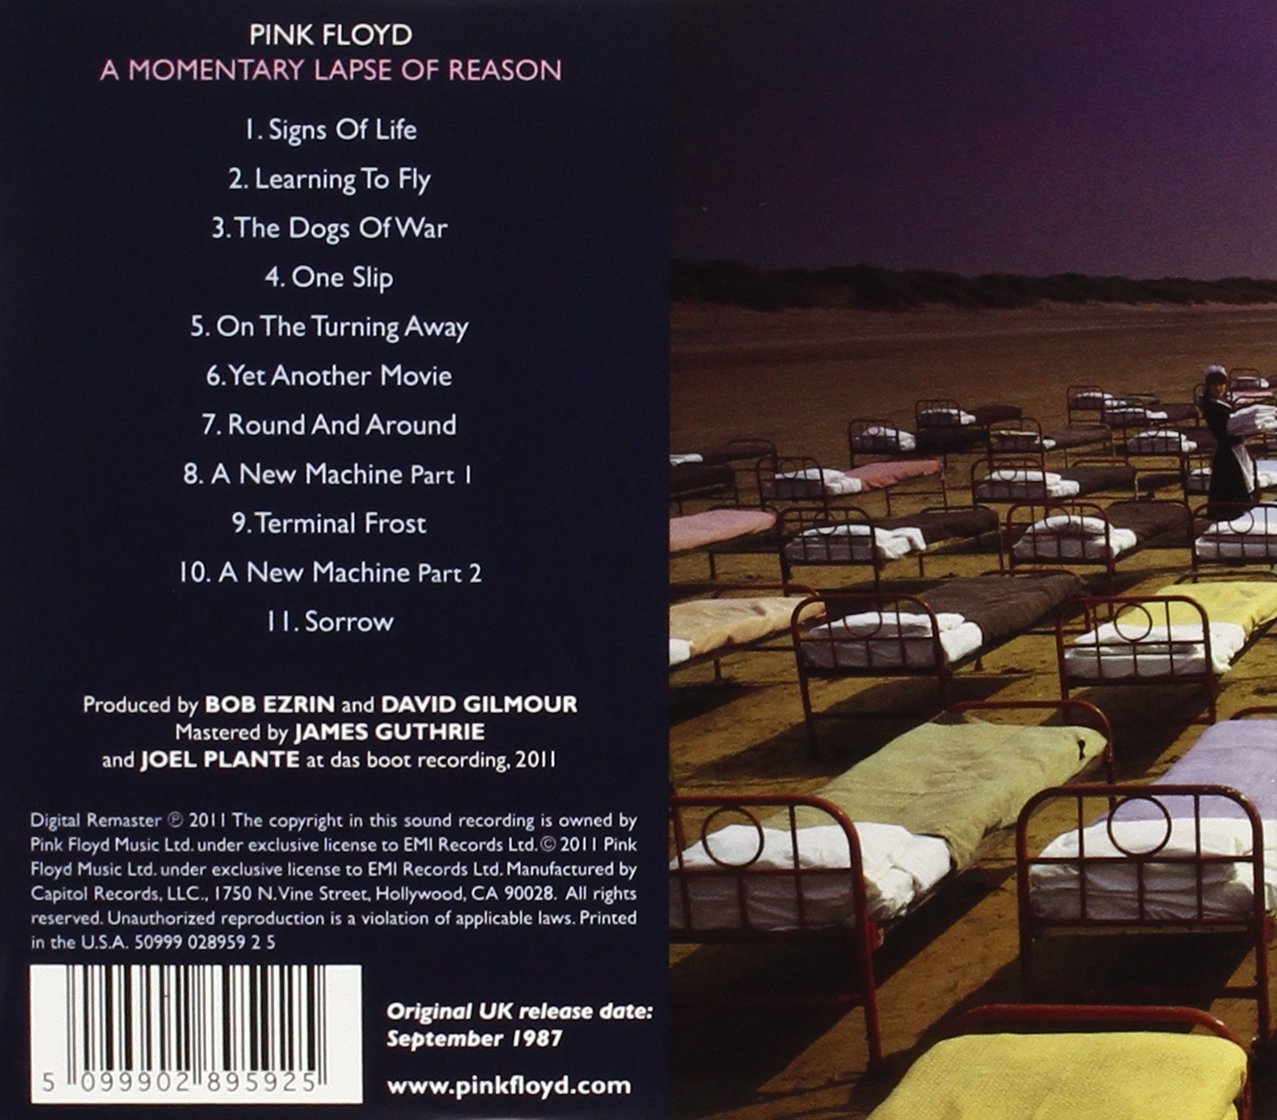 PINK FLOYD
A MOMENTARY LAPSE OF REASON
1. Signs Of Life
2. Learning To Fly
3. The Dogs Of War
4. One Slip
5. On The Turning Away
6. Yet Another Movie
7. Round And Around
8. A New Machine Part 1
9. Terminal Frost
10. A New Machine Part 2
11. Sorrow
Produced by BOB EZRIN and DAVID GILMOUR
Mastered by JAMES GUTHRIE
and JOEL PLANTE at das boot recording, 2011
Digital Remaster ℗ 2011 The copyright in this sound recording is owned by
Pink Floyd Music Ltd. under exclusive license to EMI Records Ltd. © 2011 Pink
Floyd Music Ltd. under exclusive license to EMI Records Ltd. Manufactured by
Capitol Records, LLC., 1750 N. Vine Street, Hollywood, CA 90028. All rights
reserved. Unauthorized reproduction is a violation of applicable laws. Printed
in the U.S.A. 50999 028959 2 5
5 099902 895925
Original UK release date:
September 1987
www.pinkfloyd.com